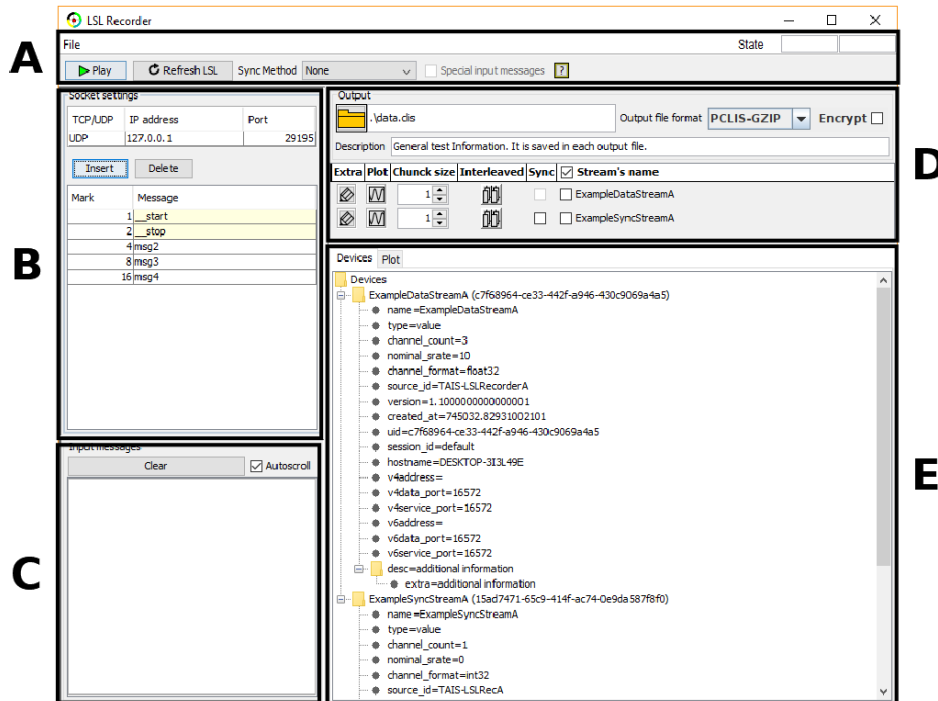 LSL Recorder
A
File State
Play Refresh LSL Sync Method None Special input messages ?
Socket settings
TCP/UDP IP address Port
UDP 127.0.0.1 29195
Insert Delete
Mark Message
1 __start
2 __stop
4 msg2
8 msg3
16 msg4
B
Input messages
Clear Autoscroll
C
Output
.\data.clis Output file format PCLIS-GZIP Encrypt
Description General test Information. It is saved in each output file.
Extra Plot Chunck size Interleaved Sync Stream's name
1 ExampleDataStreamA
1 ExampleSyncStreamA
D
Devices Plot
Devices
ExampleDataStreamA (c7f68964-ce33-442f-a946-430c9069a4a5)
name=ExampleDataStreamA
type=value
channel_count=3
nominal_srate=10
channel_format=float32
source_id=TAIS-LSLRecorderA
version=1.1000000000000001
created_at=745032.82931002101
uid=c7f68964-ce33-442f-a946-430c9069a4a5
session_id=default
hostname=DESKTOP-3I3L49E
v4address=
v4data_port=16572
v4service_port=16572
v6address=
v6data_port=16572
v6service_port=16572
desc=additional information
extra=additional information
ExampleSyncStreamA (15ad7471-65c9-414f-ac74-0e9da587f8f0)
name=ExampleSyncStreamA
type=value
channel_count=1
nominal_srate=0
channel_format=int32
source_id=TAIS-LSLRecA
E